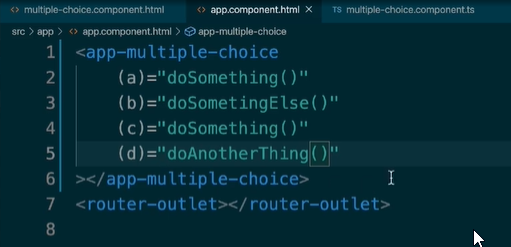 multiple-choice.component.html app.component.html × TS multiple-choice.component.ts
src > app > app.component.html > app-multiple-choice
1 <app-multiple-choice
2 (a)="doSomething()"
3 (b)="doSometingElse()"
4 (c)="doSomething()"
5 (d)="doAnotherThing()"
6 ></app-multiple-choice>
7 <router-outlet></router-outlet>
8